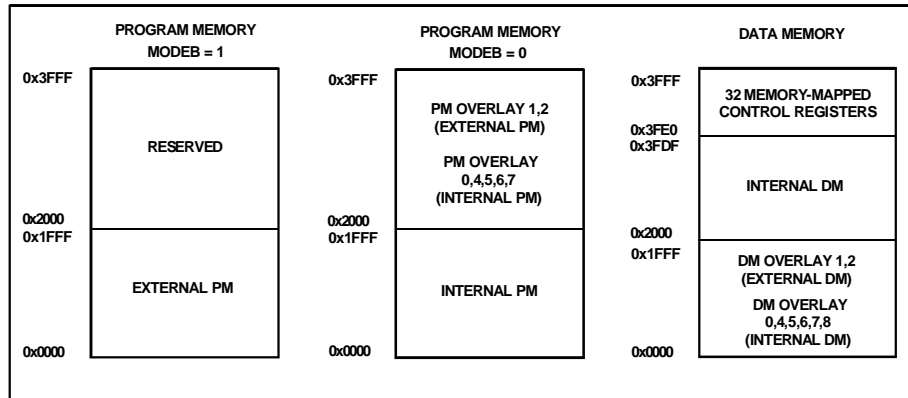 PROGRAM MEMORY
MODEB = 1
0x3FFF
RESERVED
0x2000
0x1FFF
EXTERNAL PM
0x0000
PROGRAM MEMORY
MODEB = 0
0x3FFF
PM OVERLAY 1,2
(EXTERNAL PM)
PM OVERLAY
0,4,5,6,7
(INTERNAL PM)
0x2000
0x1FFF
INTERNAL PM
0x0000
DATA MEMORY
0x3FFF
32 MEMORY-MAPPED
CONTROL REGISTERS
0x3FE0
0x3FDF
INTERNAL DM
0x2000
0x1FFF
DM OVERLAY 1,2
(EXTERNAL DM)
DM OVERLAY
0,4,5,6,7,8
(INTERNAL DM)
0x0000